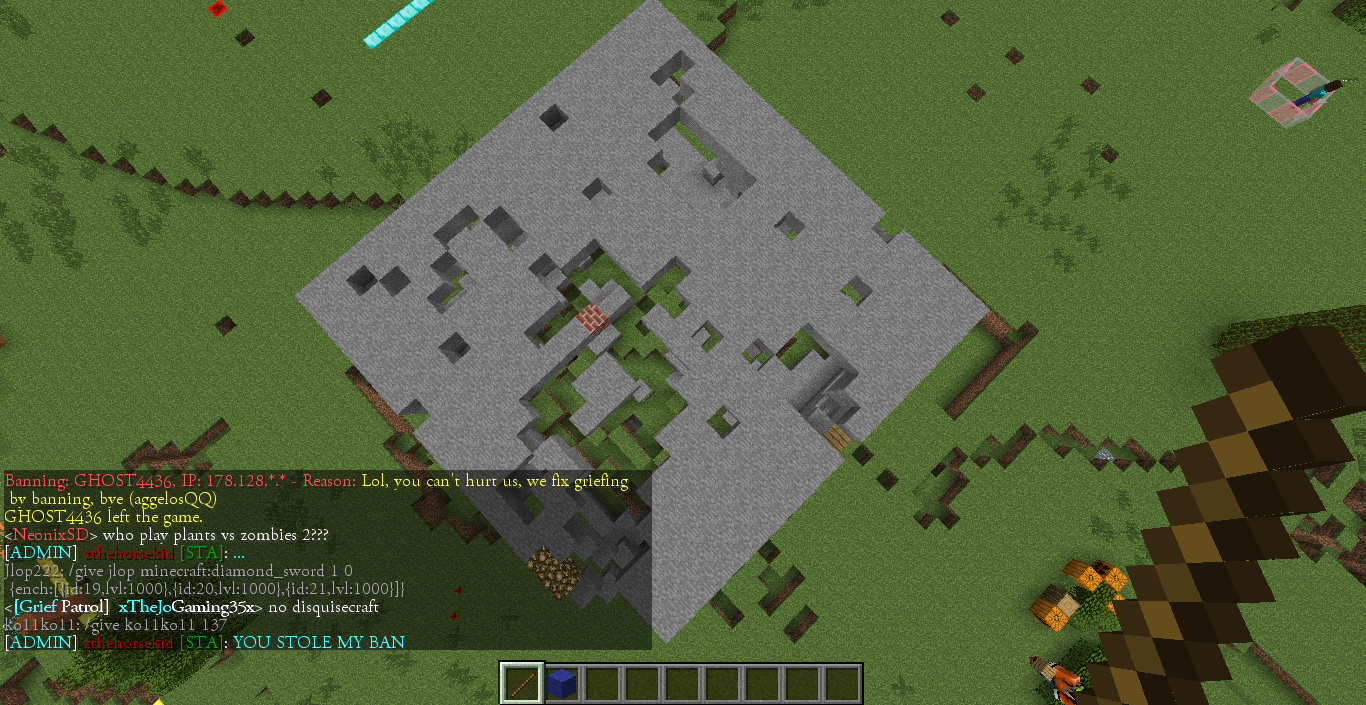 Banning: GHOST4436, IP: 178.128.*.* - Reason: Lol, you can't hurt us, we fix griefing
by banning, bye (aggelosQQ)
GHOST4436 left the game.
<NeonixSD> who play plants vs zombies 2???
[ADMIN] xthehorsekid [STA]: ...
Jlop222: /give jlop minecraft:diamond_sword 1 0
{ench:[{id:19,lvl:1000},{id:20,lvl:1000},{id:21,lvl:1000}]}
<[Grief Patrol] xTheJoGaming35x> no disquisecraft
ko11ko11: /give ko11ko11 137
[ADMIN] xthehorsekid [STA]: YOU STOLE MY BAN